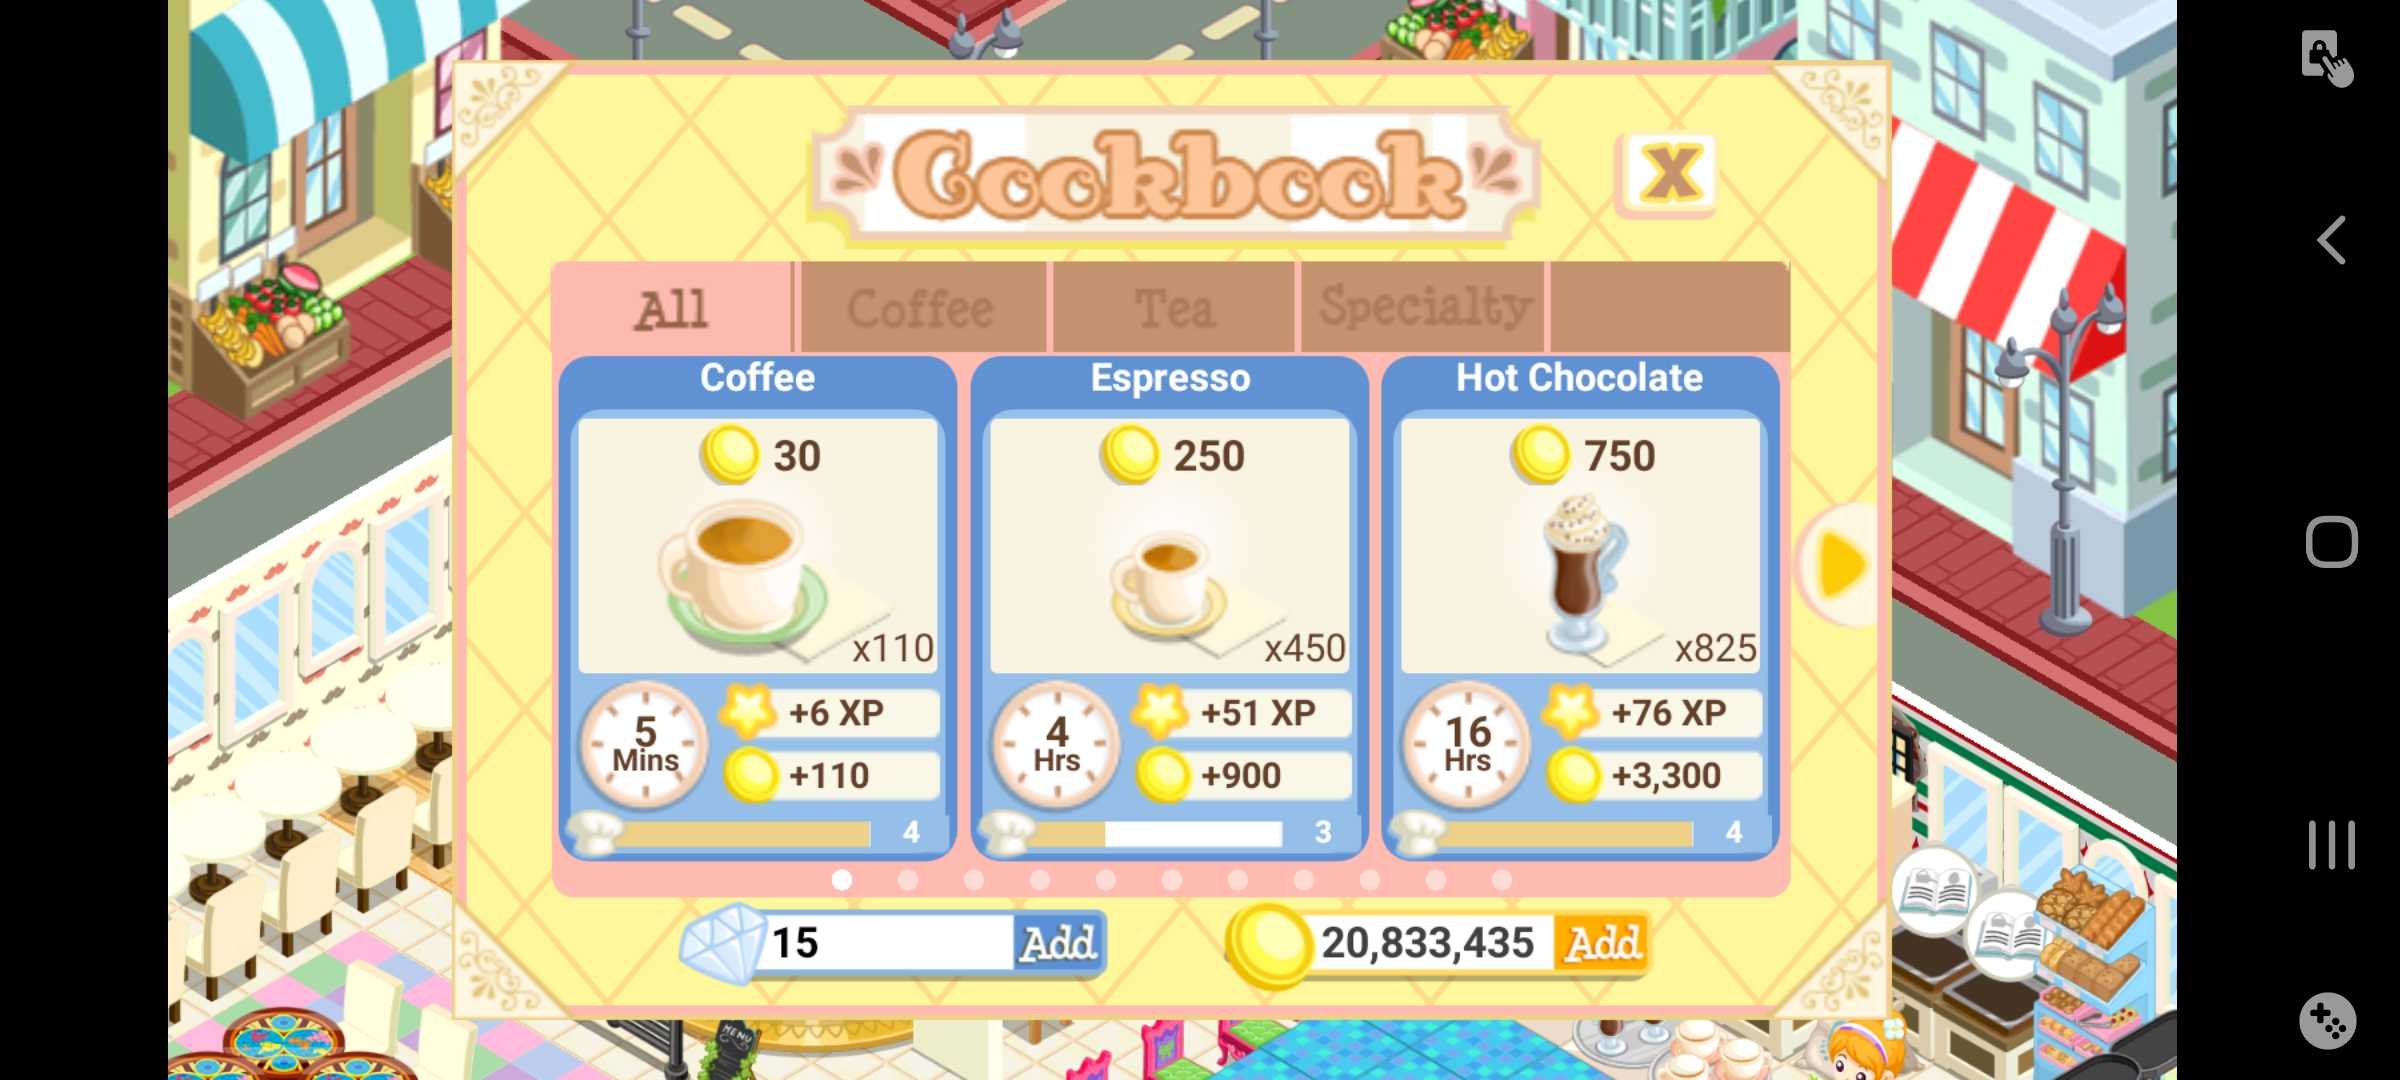 Cookbook
X
All Coffee Tea Specialty
Coffee Espresso Hot Chocolate
30 250 750
x110 x450 x825
5 Mins +6 XP 4 Hrs +51 XP 16 Hrs +76 XP
+110 +900 +3,300
4 3 4
15 Add 20,833,435 Add
MENU